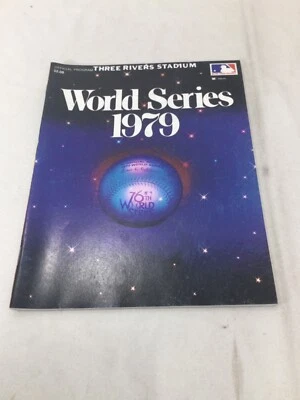 OFFICIAL PROGRAM THREE RIVERS STADIUM
World Series
1979
76TH
WORLD